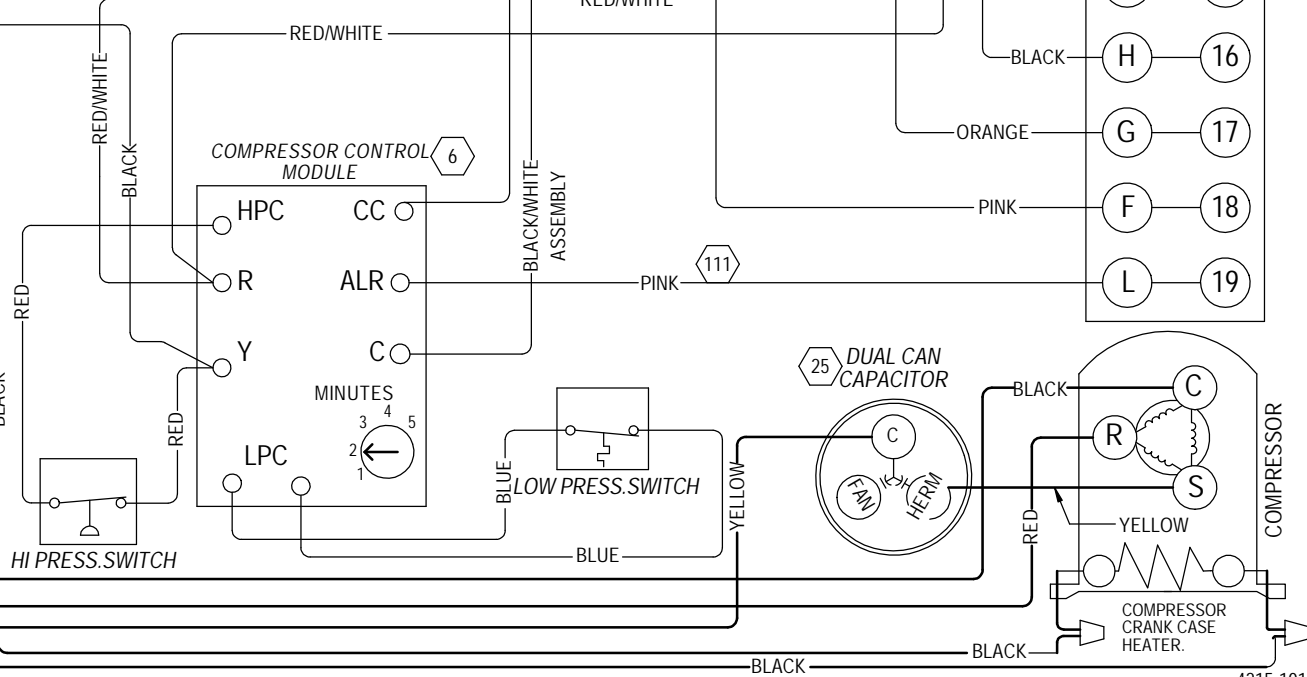 RED/WHITE
RED/WHITE
BLACK
H
16
RED/WHITE
BLACK
ORANGE
G
17
COMPRESSOR CONTROL
MODULE
6
BLACK/WHITE
ASSEMBLY
HPC
CC
PINK
F
18
RED
R
ALR
PINK
111
L
19
Y
C
BLACK
MINUTES
1
2
3
4
5
RED
LPC
HI PRESS.SWITCH
BLUE
LOW PRESS.SWITCH
BLUE
25
DUAL CAN
CAPACITOR
C
FAN
HERM
YELLOW
BLACK
C
R
S
COMPRESSOR
YELLOW
RED
COMPRESSOR
CRANK CASE
HEATER.
BLACK
BLACK